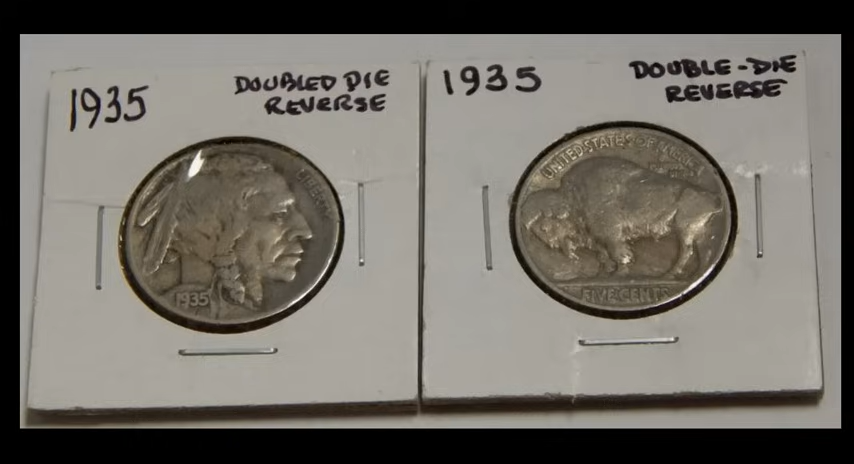 1935
DOUBLED DIE
REVERSE
LIBERTY
1935
1935
DOUBLE-DIE
REVERSE
UNITED STATES OF AMERICA
FIVE CENTS